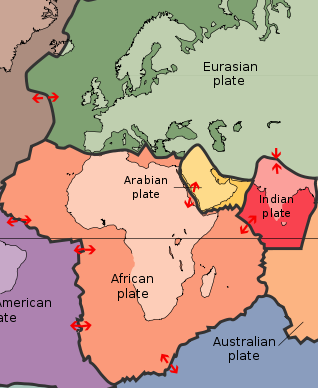 Eurasian
plate
Arabian
plate
Indian
plate
African
plate
American
ate
Australian
plate